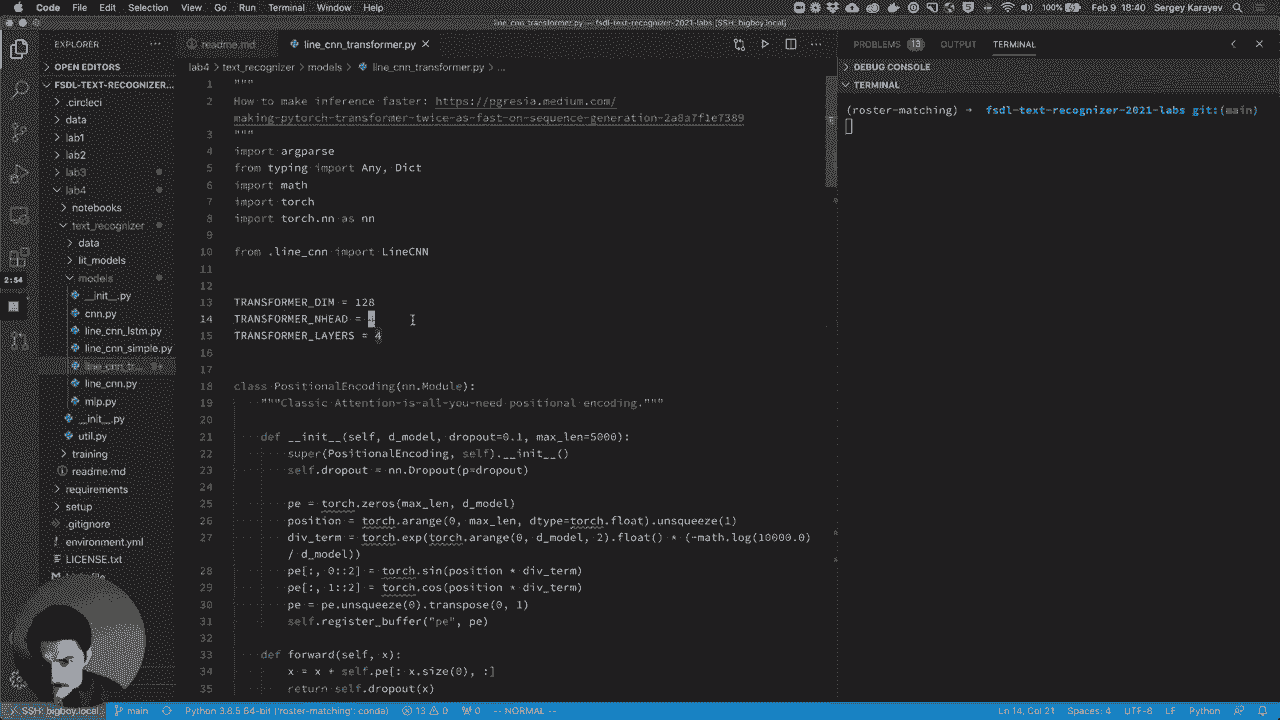 Code File Edit Selection View Go Run Terminal Window Help 100% Feb 9 18:40 Sergey Karayev
line_cnn_transformer.py — fsdl-text-recognizer-2021-labs [SSH: bigboy.local]
EXPLORER
OPEN EDITORS
FSDL-TEXT-RECOGNIZER...
.circleci
data
lab1
lab2
lab3
lab4
notebooks
text_recognizer
data
lit_models
models
__init__.py
cnn.py
line_cnn_lstm.py
line_cnn_simple.py
line_cnn_tr...
line_cnn.py
mlp.py
__init__.py
util.py
training
readme.md
requirements
setup
.gitignore
environment.yml
LICENSE.txt
2:54
readme.md line_cnn_transformer.py
lab4 > text_recognizer > models > line_cnn_transformer.py > ...
1 """
2 How to make inference faster: https://pgresia.medium.com/
making-pytorch-transformer-twice-as-fast-on-sequence-generation-2a8a7f1e7389
3 """
4 import argparse
5 from typing import Any, Dict
6 import math
7 import torch
8 import torch.nn as nn
9
10 from .line_cnn import LineCNN
11
12
13 TRANSFORMER_DIM = 128
14 TRANSFORMER_NHEAD =
15 TRANSFORMER_LAYERS = 4
16
17
18 class PositionalEncoding(nn.Module):
19 """Classic Attention-is-all-you-need positional encoding."""
20
21 def __init__(self, d_model, dropout=0.1, max_len=5000):
22 super(PositionalEncoding, self).__init__()
23 self.dropout = nn.Dropout(p=dropout)
24
25 pe = torch.zeros(max_len, d_model)
26 position = torch.arange(0, max_len, dtype=torch.float).unsqueeze(1)
27 div_term = torch.exp(torch.arange(0, d_model, 2).float() * (-math.log(10000.0)
/ d_model))
28 pe[:, 0::2] = torch.sin(position * div_term)
29 pe[:, 1::2] = torch.cos(position * div_term)
30 pe = pe.unsqueeze(0).transpose(0, 1)
31 self.register_buffer("pe", pe)
32
33 def forward(self, x):
34 x = x + self.pe[: x.size(0), :]
35 return self.dropout(x)
PROBLEMS 13 OUTPUT TERMINAL
DEBUG CONSOLE
TERMINAL
(roster-matching) → fsdl-text-recognizer-2021-labs git:(main)
SSH: bigboy.local main Python 3.8.5 64-bit ('roster-matching': conda) 13 0 0 -- NORMAL -- Ln 14, Col 21 Spaces: 4 UTF-8 LF Python